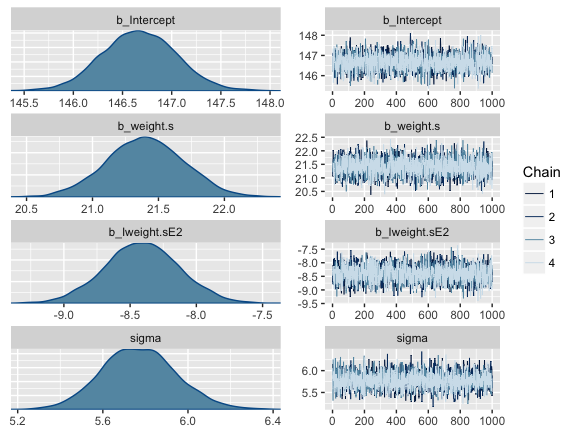 b_Intercept
145.5 146.0 146.5 147.0 147.5 148.0
b_Intercept
148
147
146
0 200 400 600 800 1000
b_weight.s
20.5 21.0 21.5 22.0
b_weight.s
22.5
22.0
21.5
21.0
20.5
0 200 400 600 800 1000
b_Iweight.sE2
-9.0 -8.5 -8.0 -7.5
b_Iweight.sE2
-7.5
-8.0
-8.5
-9.0
-9.5
0 200 400 600 800 1000
sigma
5.2 5.6 6.0 6.4
sigma
6.0
5.5
0 200 400 600 800 1000
Chain
1
2
3
4